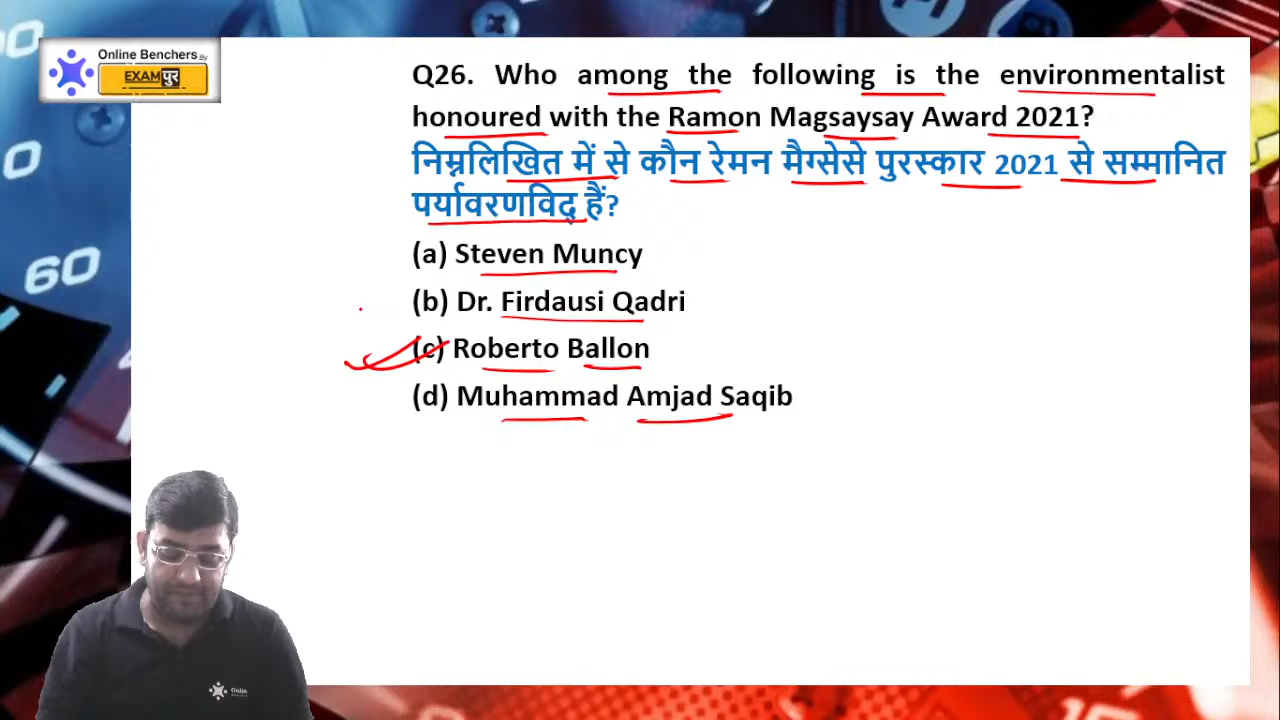 Online Benchers By
EXAMपुर
Q26. Who among the following is the environmentalist
honoured with the Ramon Magsaysay Award 2021?
निम्नलिखित में से कौन रेमन मैग्सेसे पुरस्कार 2021 से सम्मानित
पर्यावरणविद् हैं?
(a) Steven Muncy
(b) Dr. Firdausi Qadri
(c) Roberto Ballon
(d) Muhammad Amjad Saqib
60